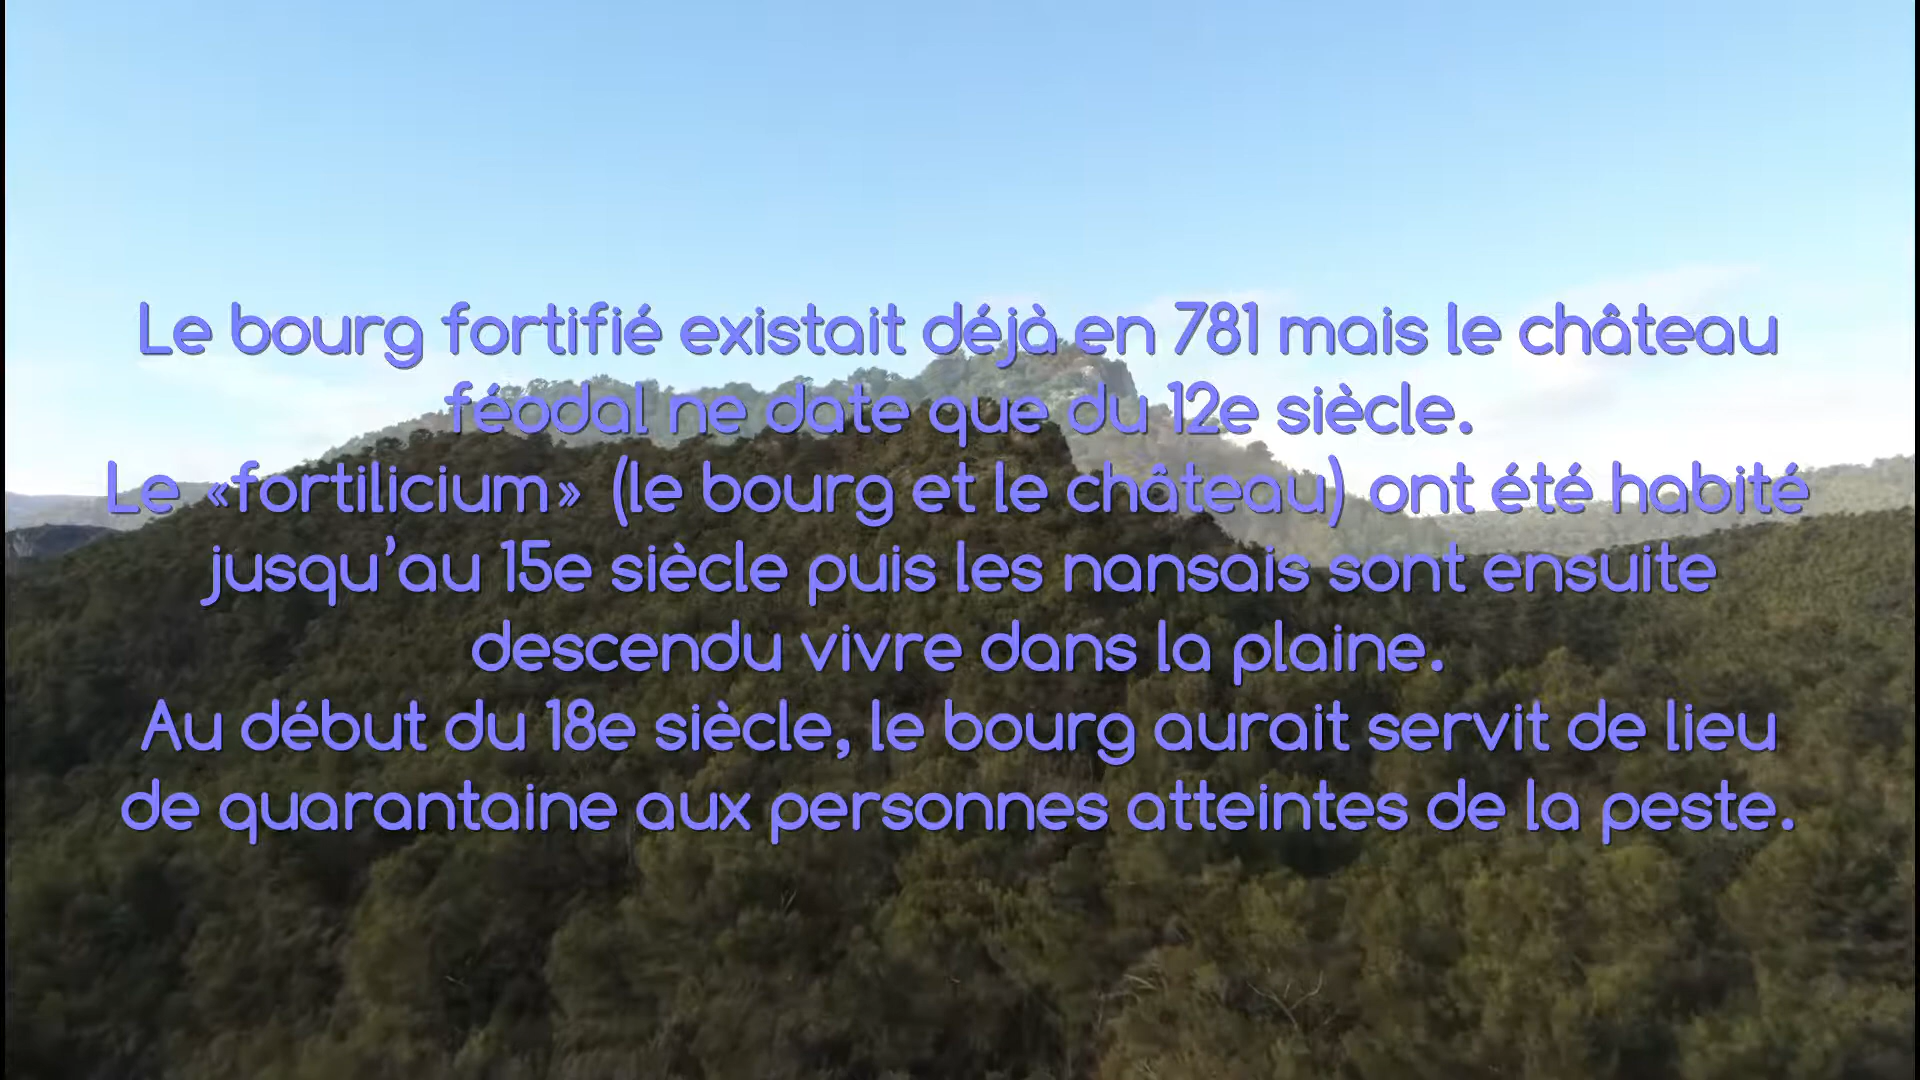 Le bourg fortifié existait déjà en 781 mais le château
féodal ne date que du 12e siècle.
Le «fortilicium» (le bourg et le château) ont été habité
jusqu’au 15e siècle puis les nansais sont ensuite
descendu vivre dans la plaine.
Au début du 18e siècle, le bourg aurait servit de lieu
de quarantaine aux personnes atteintes de la peste.